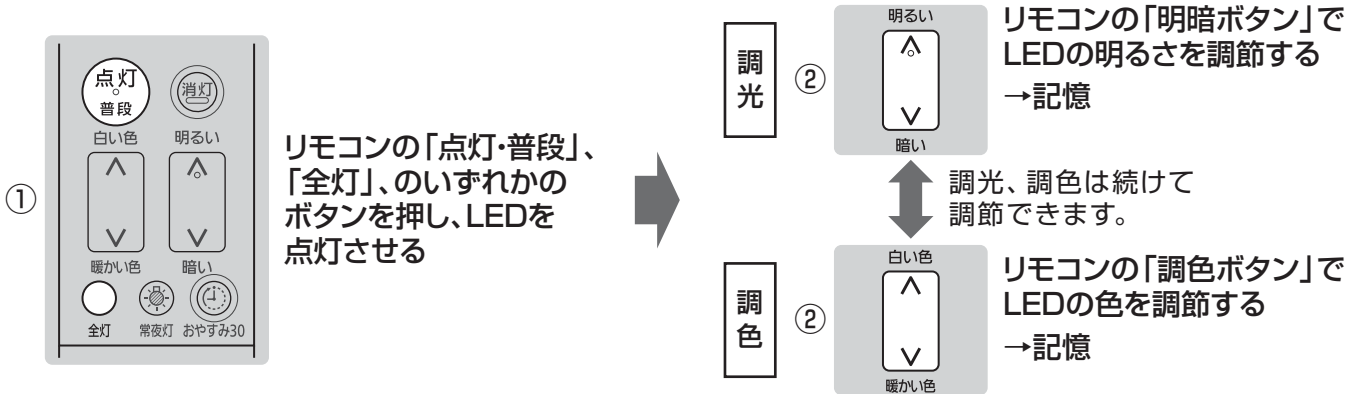 ①
点灯
普段
消灯
白い色
明るい
暖かい色
暗い
全灯
常夜灯
おやすみ30
リモコンの「点灯・普段」、
「全灯」、のいずれかの
ボタンを押し、LEDを
点灯させる
調光
②
明るい
暗い
リモコンの「明暗ボタン」で
LEDの明るさを調節する
→記憶
調光、調色は続けて
調節できます。
調色
②
白い色
暖かい色
リモコンの「調色ボタン」で
LEDの色を調節する
→記憶